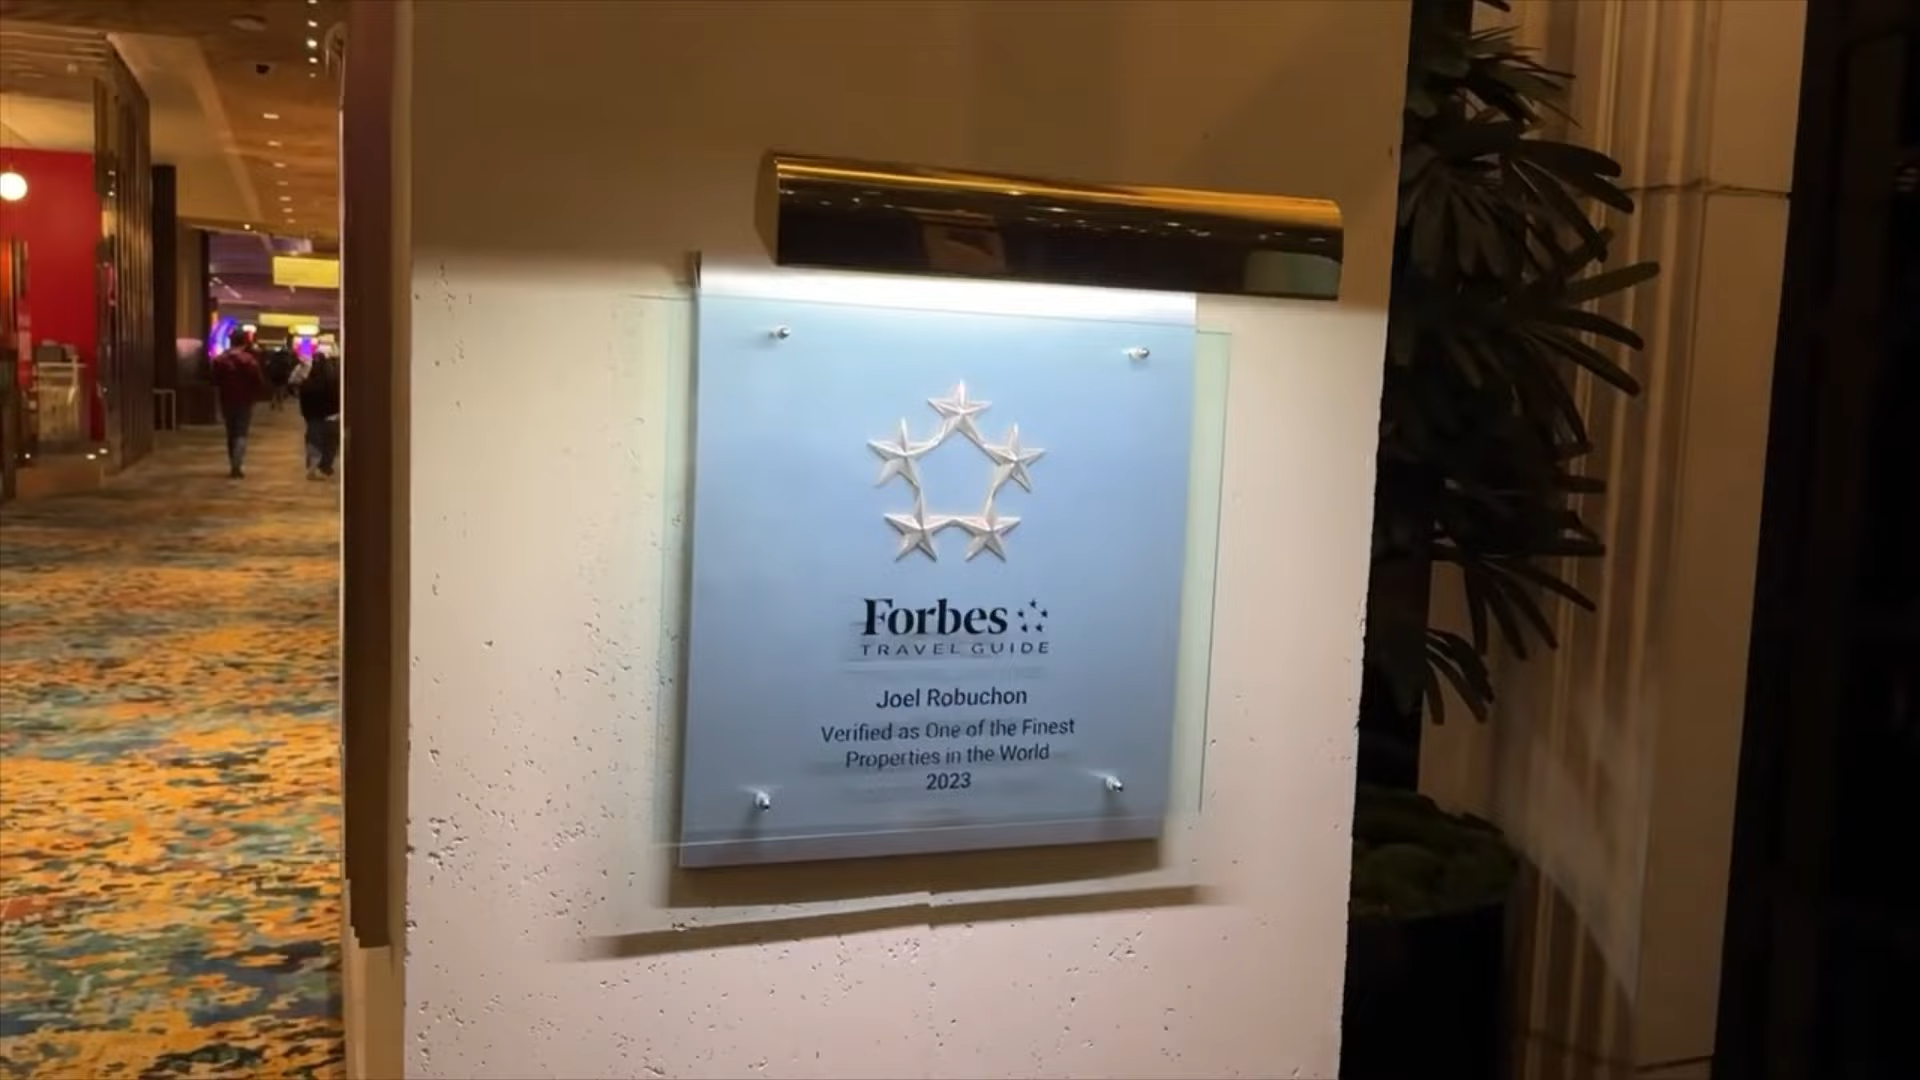 Forbes
TRAVEL GUIDE
Joel Robuchon
Verified as One of the Finest
Properties in the World
2023